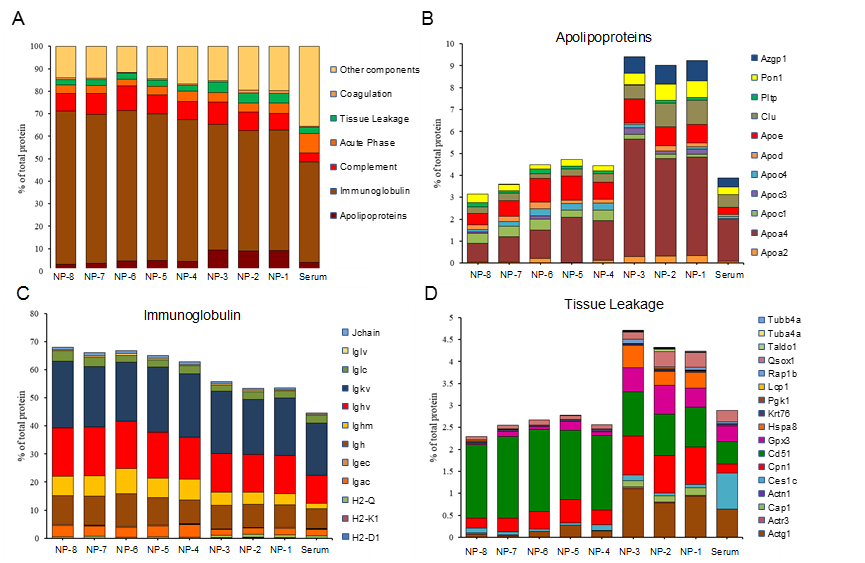 A
100
90
80
70
60
50
40
30
20
10
0
% of total protein
NP-8 NP-7 NP-6 NP-5 NP-4 NP-3 NP-2 NP-1 Serum
Other components
Coagulation
Tissue Leakage
Acute Phase
Complement
Immunoglobulin
Apolipoproteins
B
Apolipoproteins
10
9
8
7
6
5
4
3
2
1
0
% of total protein
NP-8 NP-7 NP-6 NP-5 NP-4 NP-3 NP-2 NP-1 Serum
Azgp1
Pon1
Pltp
Clu
Apoe
Apod
Apoc4
Apoc3
Apoc1
Apoa4
Apoa2
C
Immunoglobulin
80
70
60
50
40
30
20
10
0
% of total protein
NP-8 NP-7 NP-6 NP-5 NP-4 NP-3 NP-2 NP-1 Serum
Jchain
Iglv
Iglc
Igkv
Ighv
Ighm
Igh
Igec
Igac
H2-Q
H2-K1
H2-D1
D
Tissue Leakage
5
4.5
4
3.5
3
2.5
2
1.5
1
0.5
0
% of total protein
NP-8 NP-7 NP-6 NP-5 NP-4 NP-3 NP-2 NP-1 Serum
Tubb4a
Tuba4a
Taldo1
Qsox1
Rap1b
Lcp1
Pgk1
Krt76
Hspa8
Gpx3
Cd51
Cpn1
Ces1c
Actn1
Cap1
Actr3
Actg1